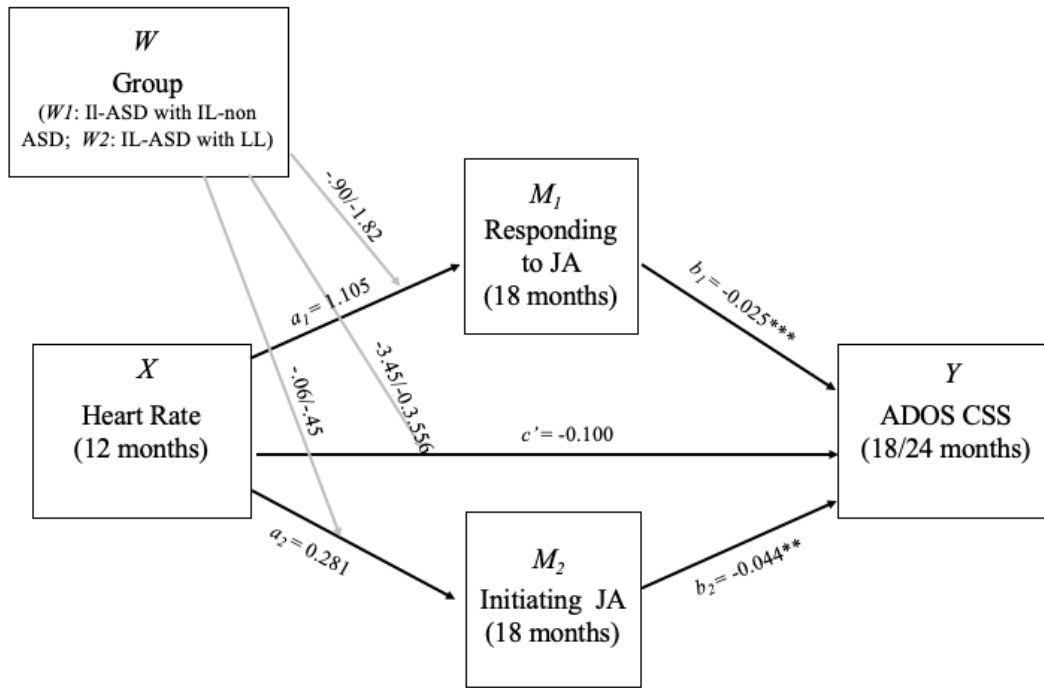 W
Group
(W1: Il-ASD with IL-non
ASD; W2: IL-ASD with LL)
-.90/-1.82
M1
Responding
to JA
(18 months)
a1 = 1.105
b1 = -0.025***
X
Heart Rate
(12 months)
-.06/-.45
-3.45/-0.3.556
c’= -0.100
Y
ADOS CSS
(18/24 months)
a2 = 0.281
M2
Initiating JA
(18 months)
b2= -0.044**